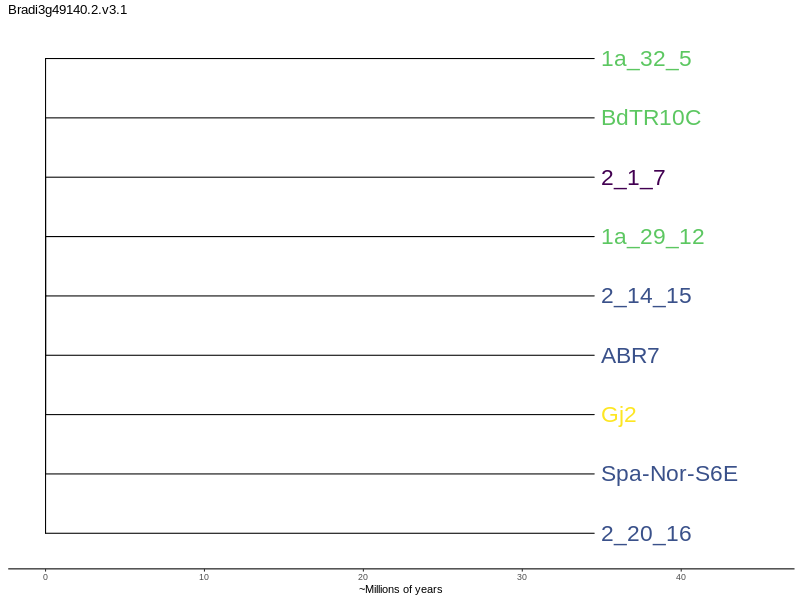 Bradi3g49140.2.v3.1
1a_32_5
BdTR10C
2_1_7
1a_29_12
2_14_15
ABR7
Gj2
Spa-Nor-S6E
2_20_16
0 10 20 30 40
~Millions of years